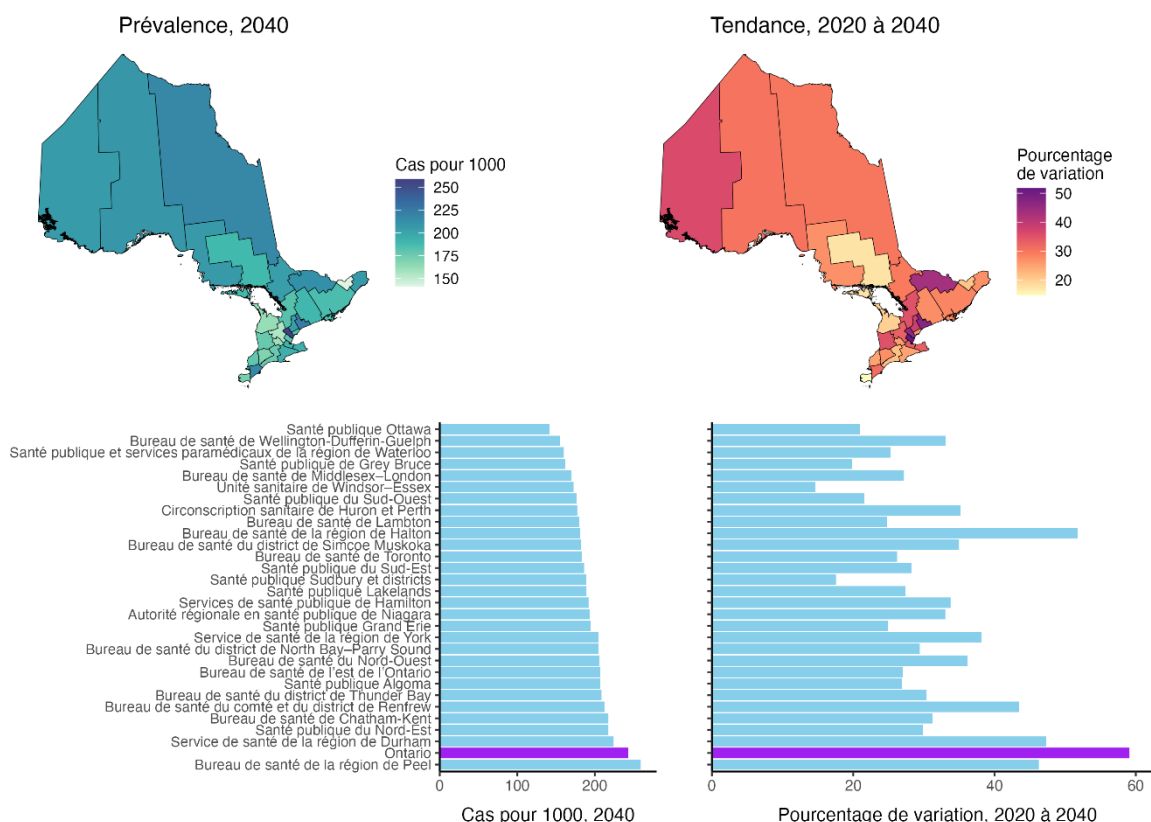 Prévalence, 2040
Cas pour 1000
250
225
200
175
150
Tendance, 2020 à 2040
Pourcentage
de variation
50
40
30
20
Santé publique Ottawa
Bureau de santé de Wellington-Dufferin-Guelph
Santé publique et services paramédicaux de la région de Waterloo
Santé publique de Grey Bruce
Bureau de santé de Middlesex–London
Unité sanitaire de Windsor–Essex
Santé publique du Sud-Ouest
Circonscription sanitaire de Huron et Perth
Bureau de santé de Lambton
Bureau de santé de la région de Halton
Bureau de santé du district de Simcoe Muskoka
Bureau de santé de Toronto
Santé publique du Sud-Est
Santé publique Sudbury et districts
Santé publique Lakelands
Services de santé publique de Hamilton
Autorité régionale en santé publique de Niagara
Santé publique Grand Erie
Service de santé de la région de York
Bureau de santé du district de North Bay–Parry Sound
Bureau de santé du Nord-Ouest
Bureau de santé de l'est de l'Ontario
Santé publique Algoma
Bureau de santé du district de Thunder Bay
Bureau de santé du comté et du district de Renfrew
Bureau de santé de Chatham-Kent
Santé publique du Nord-Est
Service de santé de la région de Durham
Ontario
Bureau de santé de la région de Peel
0 100 200
Cas pour 1000, 2040
0 20 40 60
Pourcentage de variation, 2020 à 2040